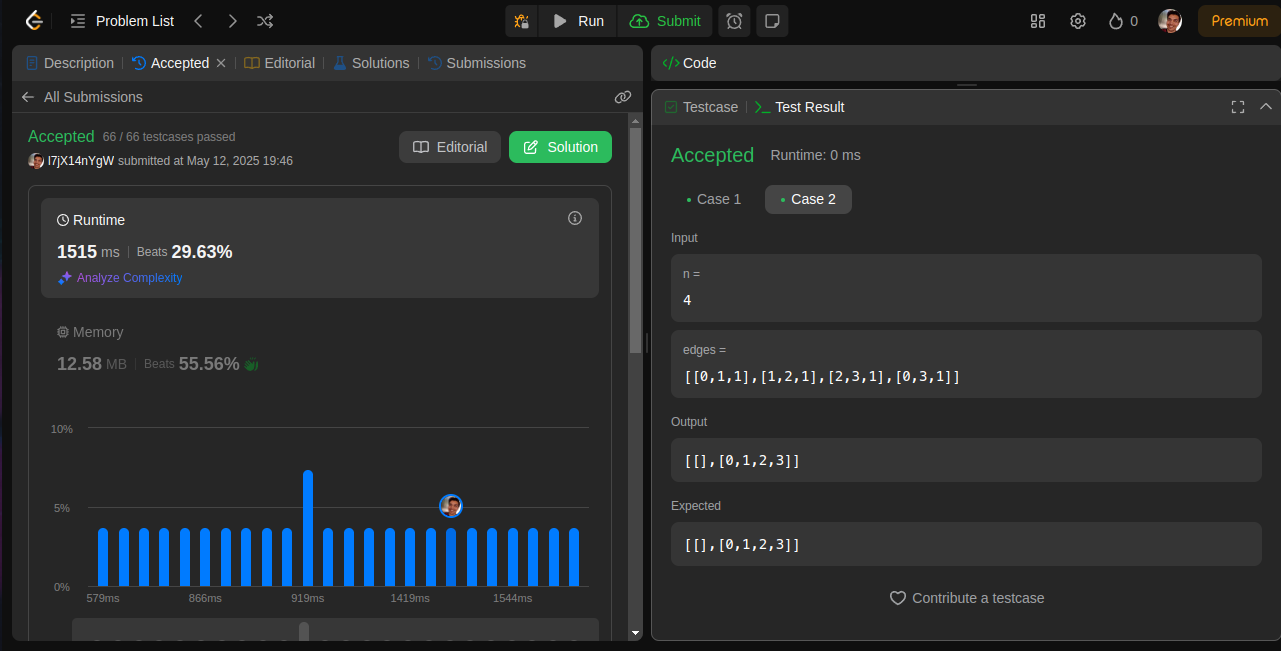 Problem List
Run
Submit
0
Premium
Description
Accepted
Editorial
Solutions
Submissions
All Submissions
Accepted 66 / 66 testcases passed
l7jX14nYgW submitted at May 12, 2025 19:46
Editorial
Solution
Runtime
1515 ms Beats 29.63%
Analyze Complexity
Memory
12.58 MB Beats 55.56%
10%
5%
0%
579ms 866ms 919ms 1419ms 1544ms
</> Code
Testcase
Test Result
Accepted Runtime: 0 ms
• Case 1
• Case 2
Input
n =
4
edges =
[[0,1,1],[1,2,1],[2,3,1],[0,3,1]]
Output
[[],[0,1,2,3]]
Expected
[[],[0,1,2,3]]
Contribute a testcase